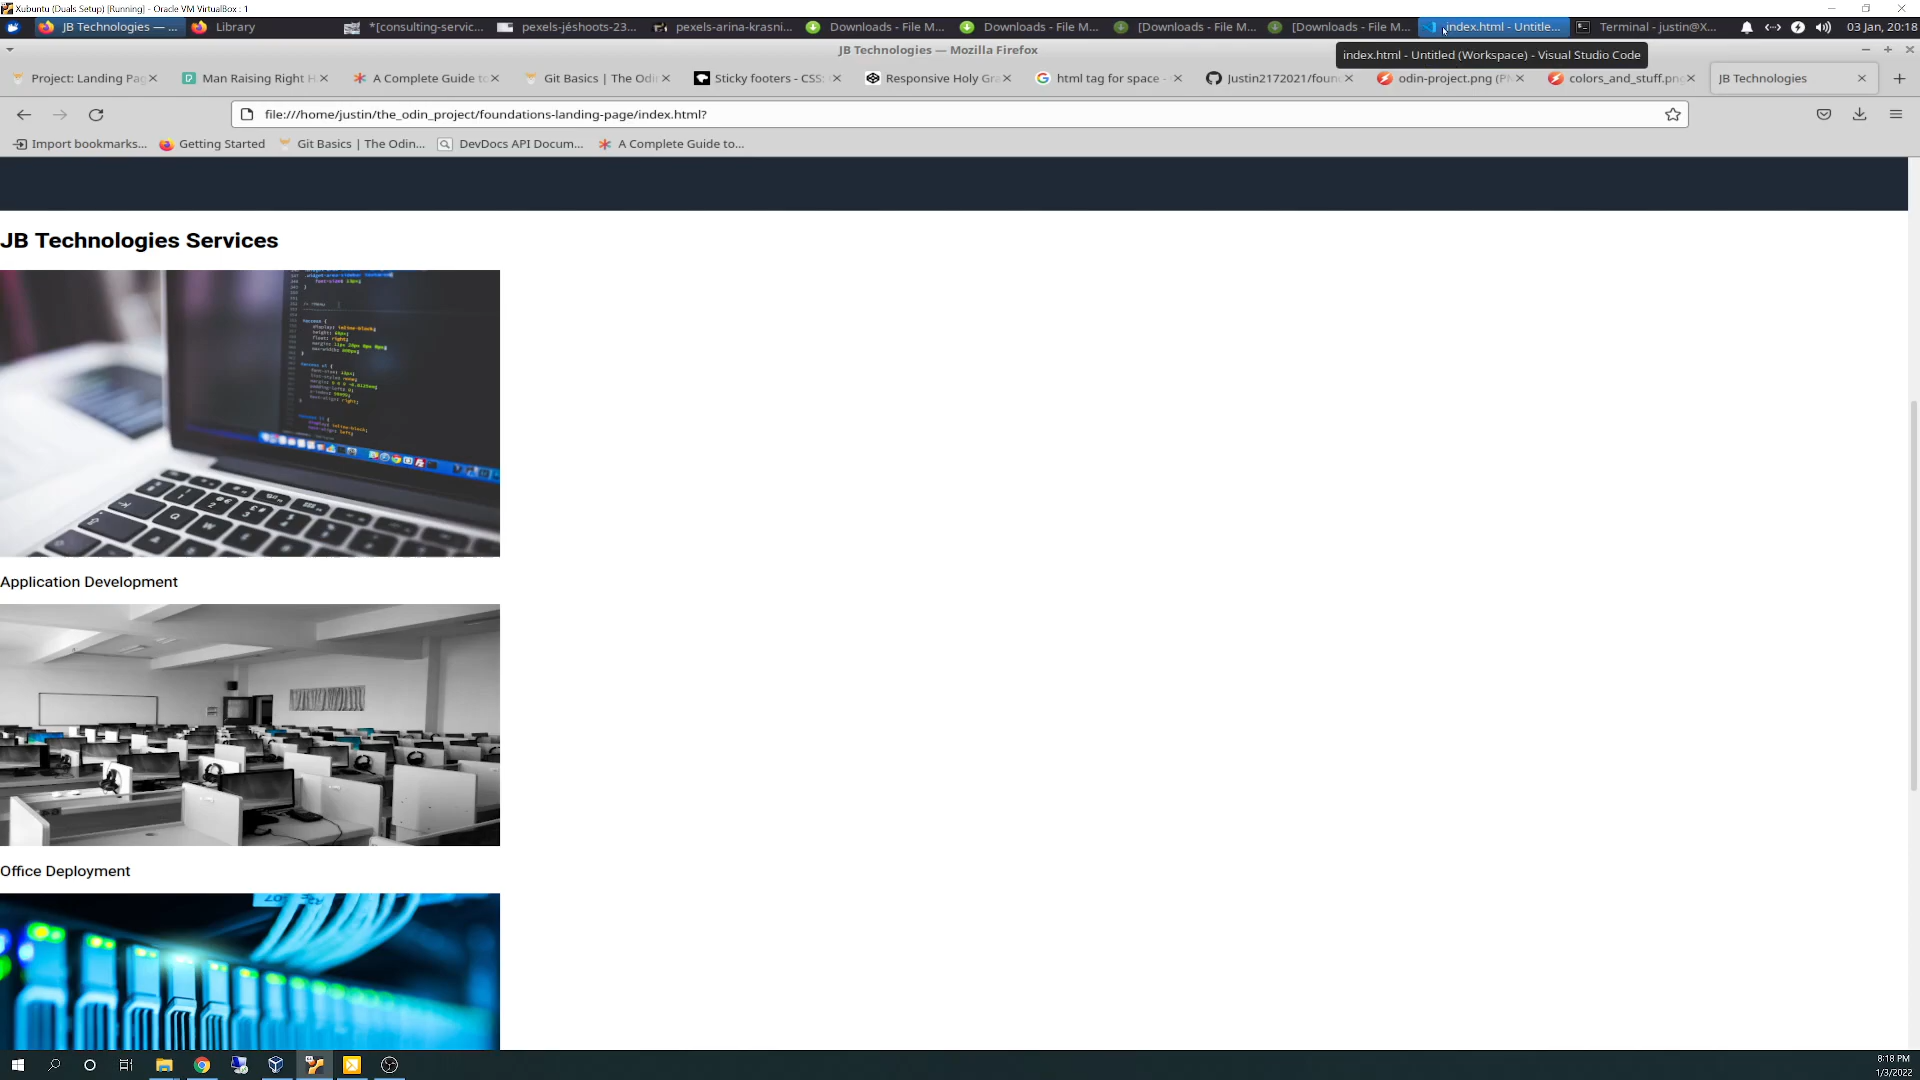 Xubuntu (Duals Setup) [Running] - Oracle VM VirtualBox : 1
JB Technologies — ...
Library
*[consulting-servic...
pexels-jéshoots-23...
pexels-arina-krasni...
Downloads - File M...
Downloads - File M...
[Downloads - File M...
[Downloads - File M...
index.html - Untitle...
Terminal - justin@X...
03 Jan, 20:18
JB Technologies — Mozilla Firefox
index.html - Untitled (Workspace) - Visual Studio Code
Project: Landing Pag
Man Raising Right H
A Complete Guide to
Git Basics | The Odin
Sticky footers - CSS:
Responsive Holy Gra
html tag for space -
Justin2172021/foun
odin-project.png (P
colors_and_stuff.png
JB Technologies
file:///home/justin/the_odin_project/foundations-landing-page/index.html?
Import bookmarks...
Getting Started
Git Basics | The Odin...
DevDocs API Docum...
A Complete Guide to...
JB Technologies Services
Application Development
Office Deployment
8:18 PM
1/3/2022